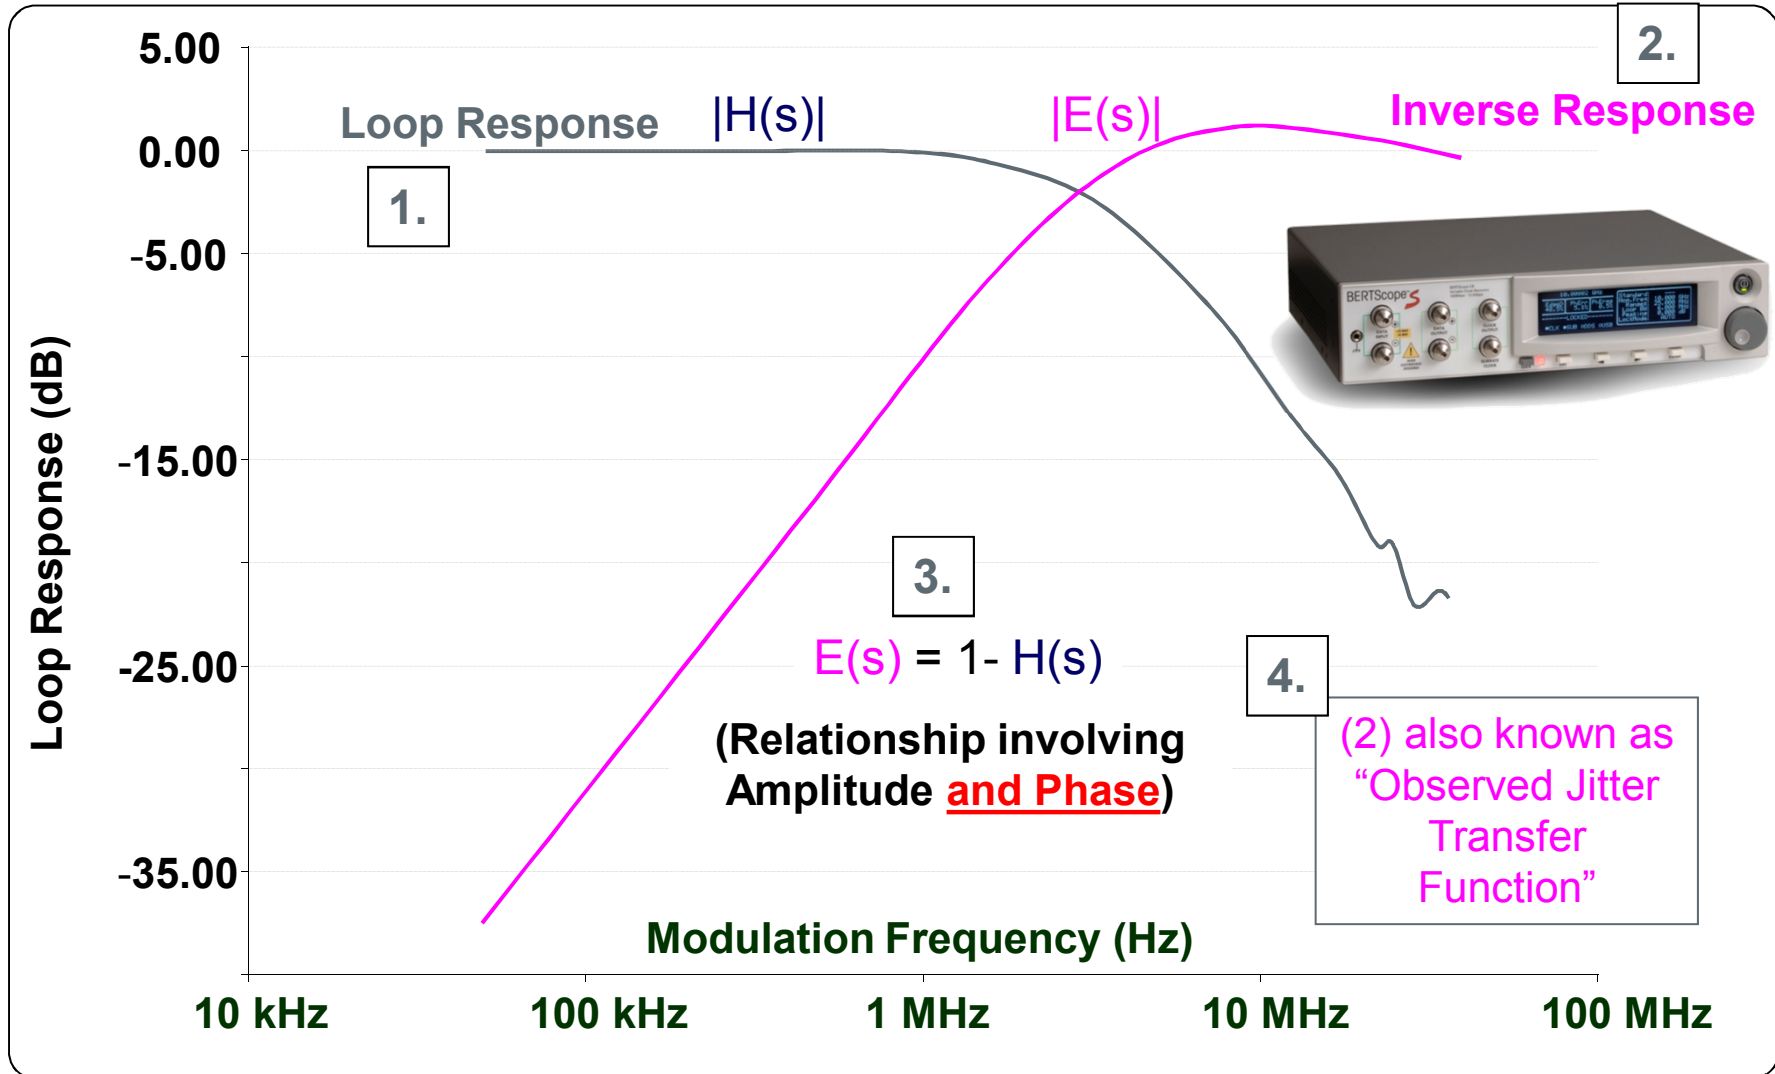 5.00
0.00
-5.00
-15.00
-25.00
-35.00
Loop Response (dB)
Loop Response
|H(s)|
|E(s)|
Inverse Response
1.
2.
BERTScope S
3.
E(s) = 1- H(s)
(Relationship involving
Amplitude and Phase)
4.
(2) also known as
“Observed Jitter
Transfer
Function”
Modulation Frequency (Hz)
10 kHz
100 kHz
1 MHz
10 MHz
100 MHz